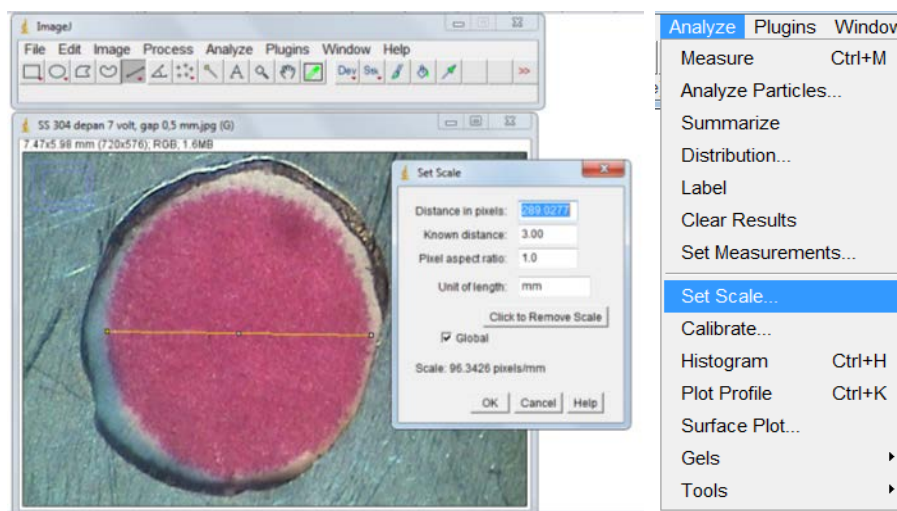 ImageJ
File Edit Image Process Analyze Plugins Window Help
A Dev Stk >>
SS 304 depan 7 volt, gap 0,5 mm.jpg (G)
7.47x5.98 mm (720x576); RGB; 1.6MB
Set Scale
Distance in pixels: 289.0277
Known distance: 3.00
Pixel aspect ratio: 1.0
Unit of length: mm
Click to Remove Scale
Global
Scale: 96.3426 pixels/mm
OK Cancel Help
Analyze Plugins Window
Measure Ctrl+M
Analyze Particles...
Summarize
Distribution...
Label
Clear Results
Set Measurements...
Set Scale...
Calibrate...
Histogram Ctrl+H
Plot Profile Ctrl+K
Surface Plot...
Gels
Tools